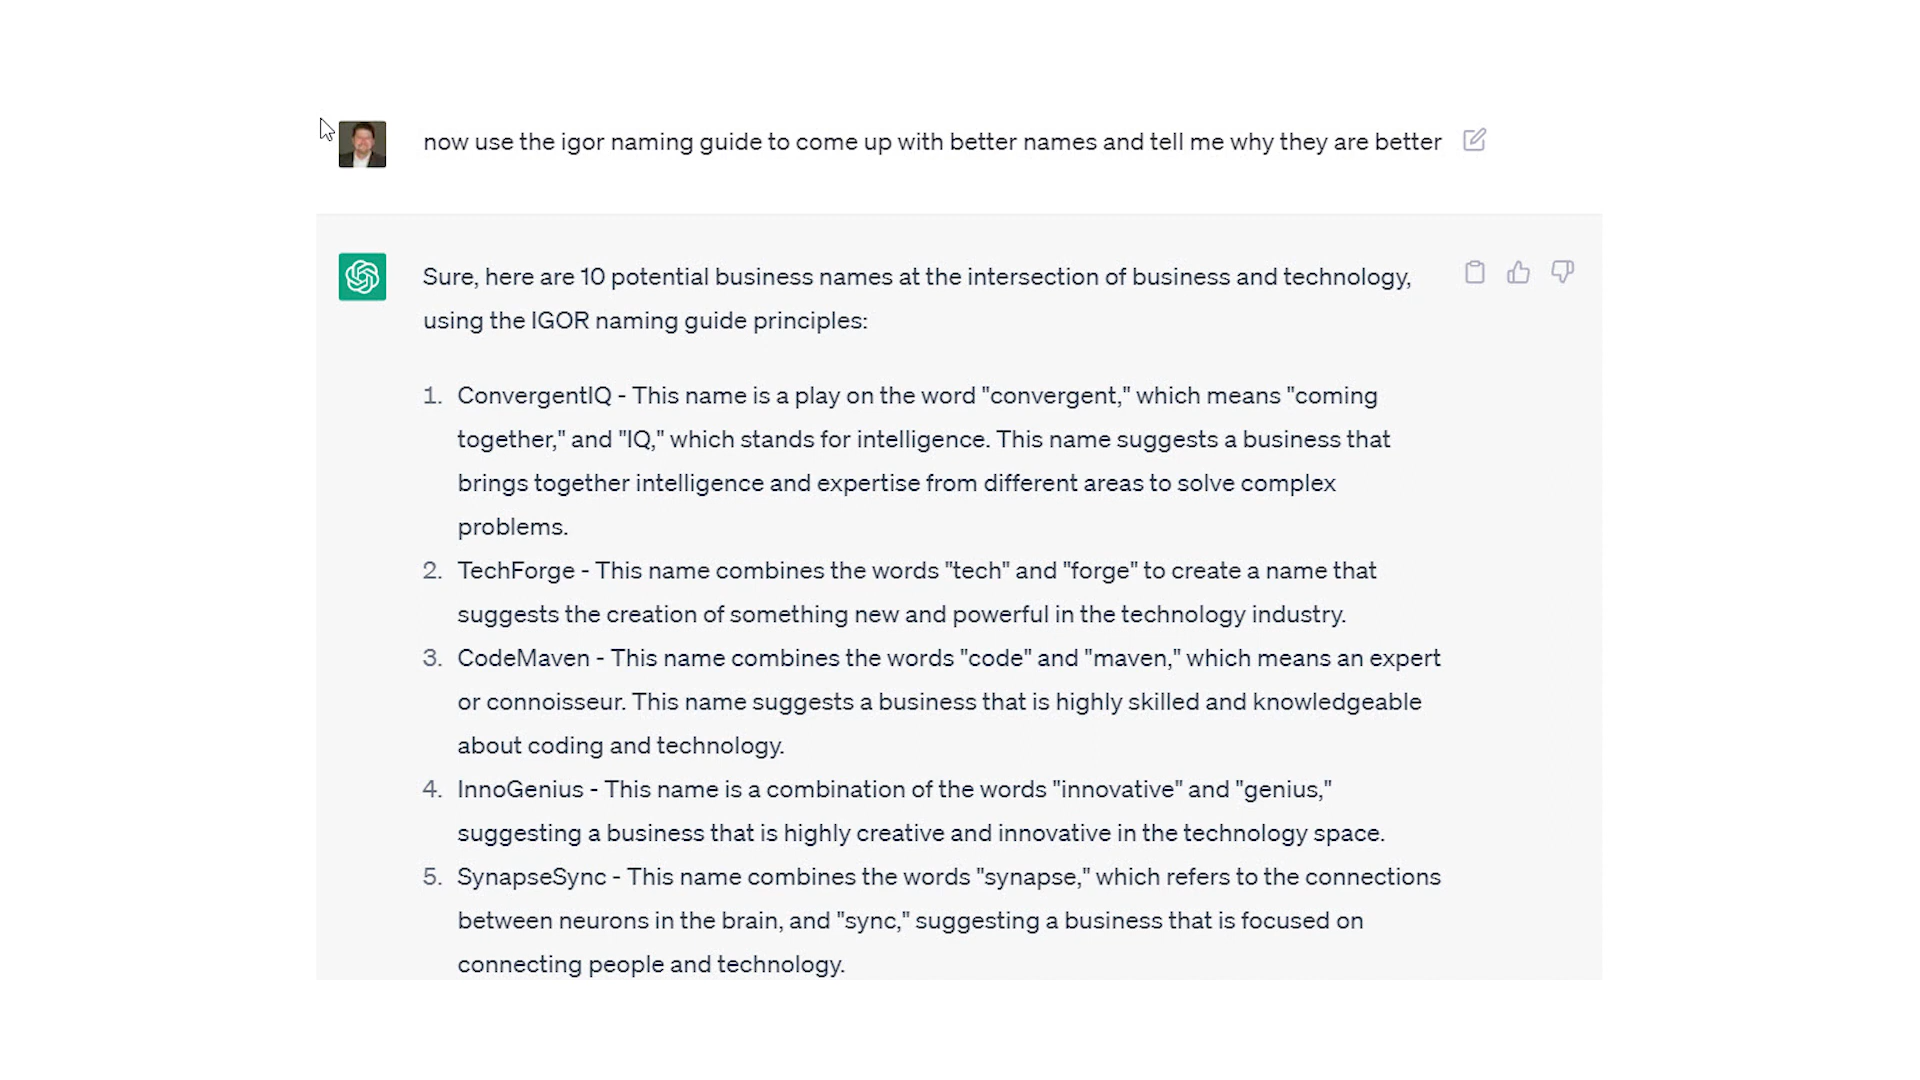 now use the igor naming guide to come up with better names and tell me why they are better
Sure, here are 10 potential business names at the intersection of business and technology,
using the IGOR naming guide principles:
1. ConvergentIQ - This name is a play on the word "convergent," which means "coming
together," and "IQ," which stands for intelligence. This name suggests a business that
brings together intelligence and expertise from different areas to solve complex
problems.
2. TechForge - This name combines the words "tech" and "forge" to create a name that
suggests the creation of something new and powerful in the technology industry.
3. CodeMaven - This name combines the words "code" and "maven," which means an expert
or connoisseur. This name suggests a business that is highly skilled and knowledgeable
about coding and technology.
4. InnoGenius - This name is a combination of the words "innovative" and "genius,"
suggesting a business that is highly creative and innovative in the technology space.
5. SynapseSync - This name combines the words "synapse," which refers to the connections
between neurons in the brain, and "sync," suggesting a business that is focused on
connecting people and technology.